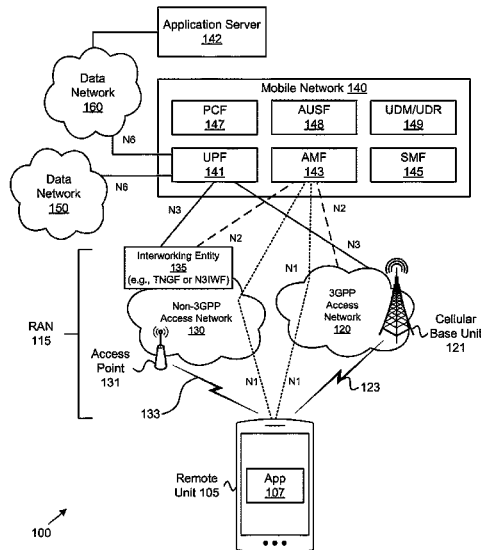 Application Server
142
Data
Network
160
Mobile Network 140
PCF
147
AUSF
148
UDM/UDR
149
N6
UPF
141
AMF
143
SMF
145
Data
Network
150
N6
N3
N2
N2
N1
N3
Interworking Entity
135
(e.g., TNGF or N3IWF)
Non-3GPP
Access Network
130
3GPP
Access Network
120
RAN
115
Access
Point
131
Cellular
Base Unit
121
N1
N1
133
123
Remote
Unit 105
App
107
100